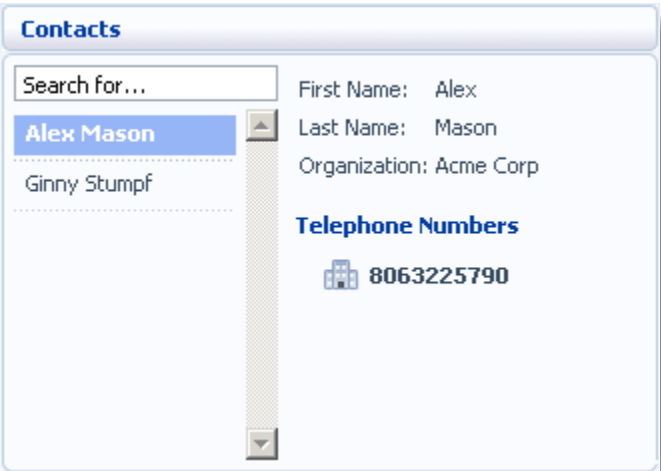 Contacts
Search for...
Alex Mason
Ginny Stumpf
First Name: Alex
Last Name: Mason
Organization: Acme Corp
Telephone Numbers
8063225790